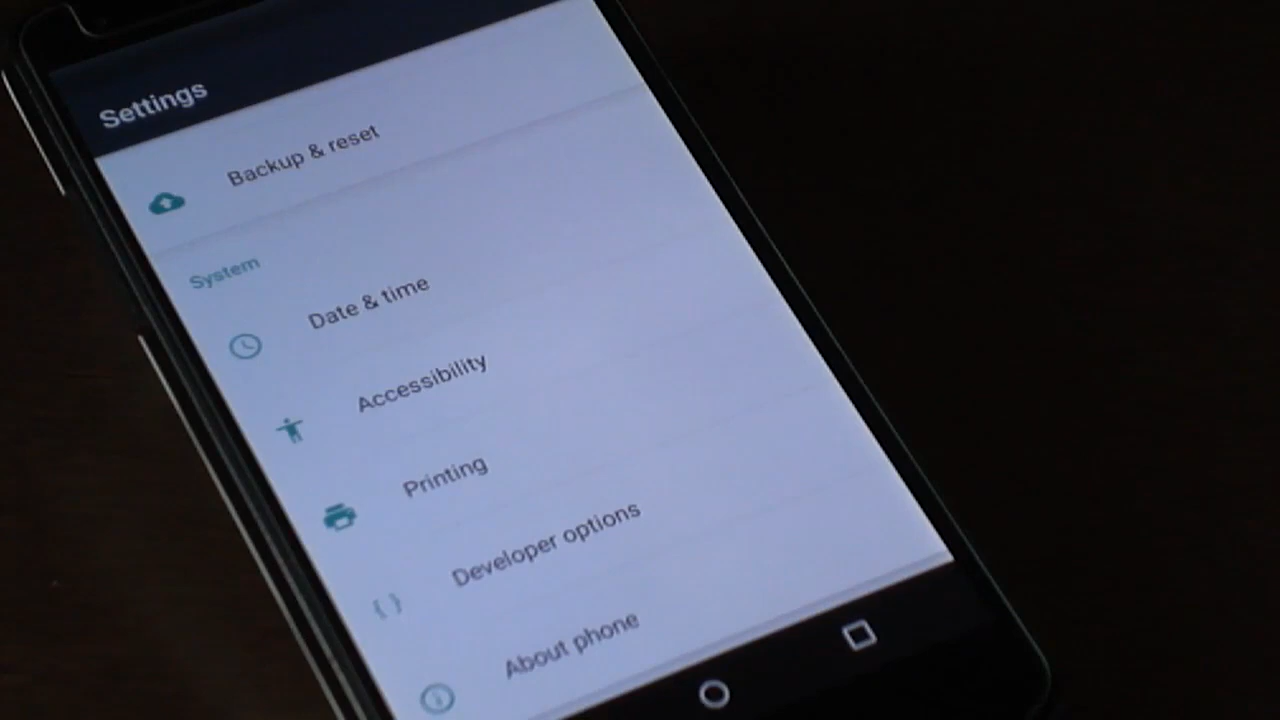 Settings
Backup & reset
System
Date & time
Accessibility
Printing
Developer options
About phone